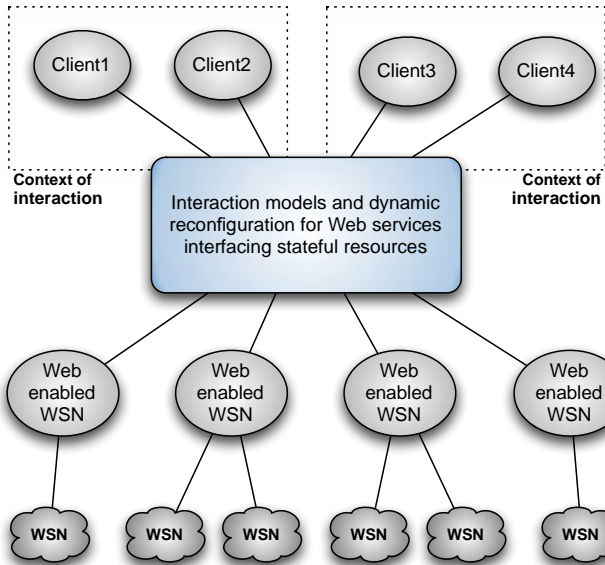 Client1
Client2
Client3
Client4
Context of
interaction
Context of
interaction
Interaction models and dynamic
reconfiguration for Web services
interfacing stateful resources
Web
enabled
WSN
Web
enabled
WSN
Web
enabled
WSN
Web
enabled
WSN
WSN
WSN
WSN
WSN
WSN
WSN